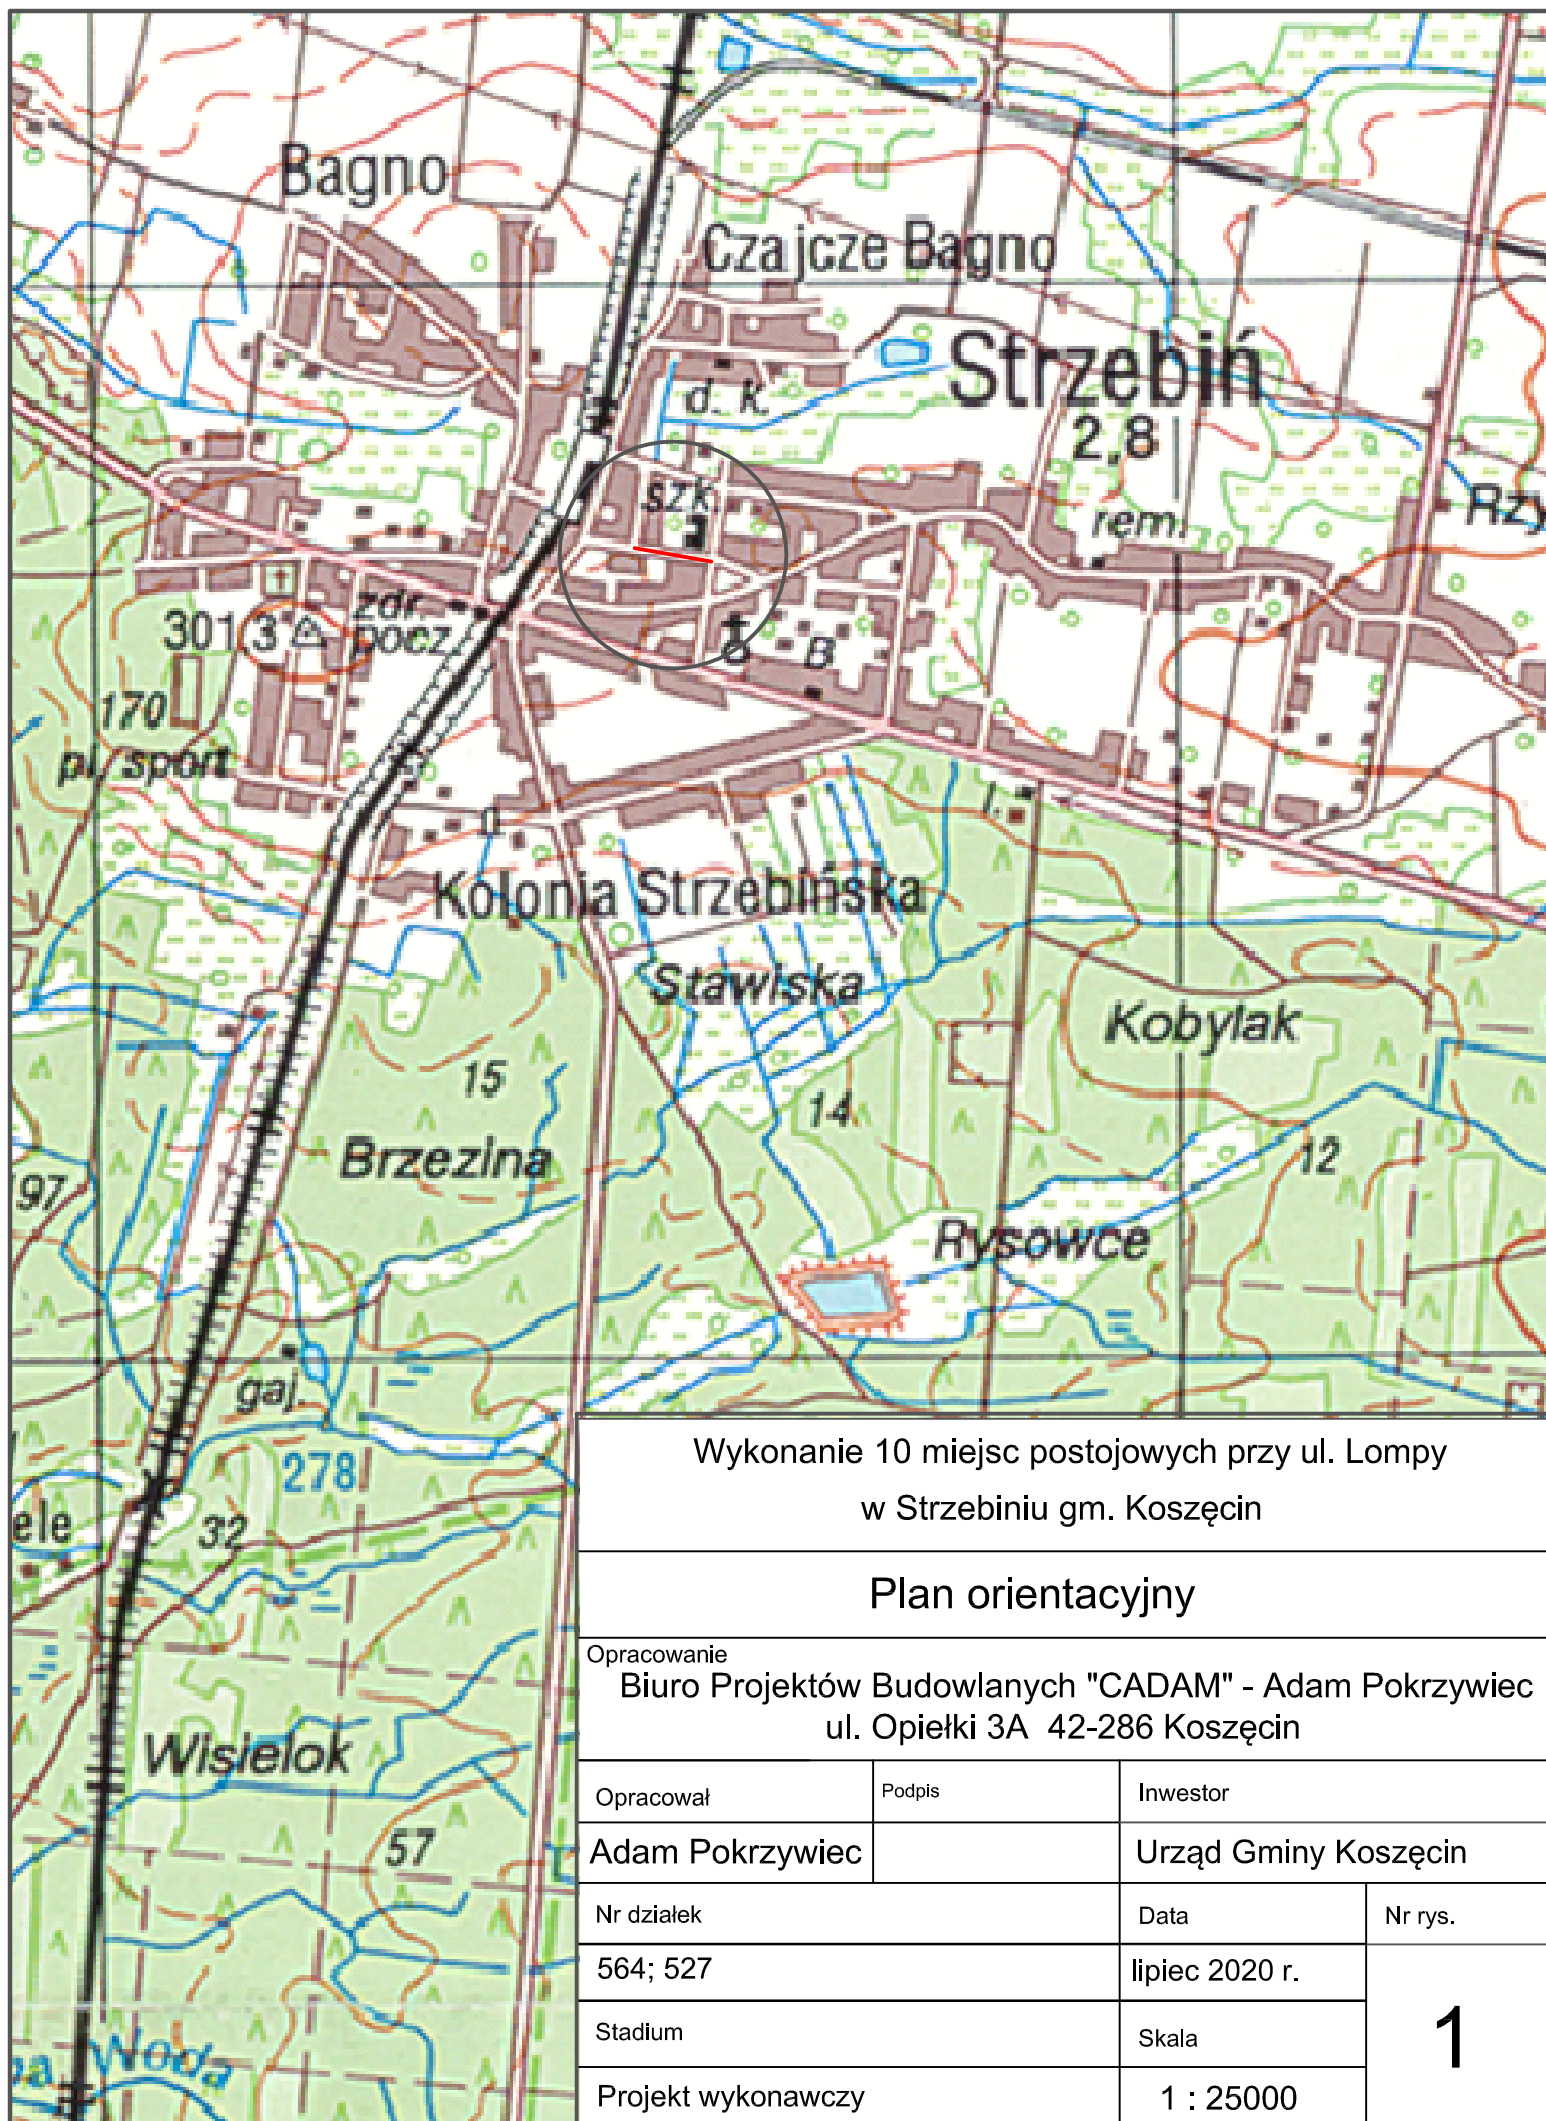 Bagno
Czajcze Bagno
Strzebiń
2,8
d. k.
szk.
rem.
Rzy
zdr.
301,3
pocz.
B
170
pl. sport
l.
Kolonia Strzebińska
Stawiska
Kobylak
15
14
Brzezina
12
97
Rysowce
gaj.
278
ele
32
Wisielok
57
Woda
Wykonanie 10 miejsc postojowych przy ul. Lompy
w Strzebiniu gm. Koszęcin
Plan orientacyjny
Opracowanie
Biuro Projektów Budowlanych "CADAM" - Adam Pokrzywiec
ul. Opiełki 3A 42-286 Koszęcin
Opracował Podpis Inwestor
Adam Pokrzywiec Urząd Gminy Koszęcin
Nr działek Data Nr rys.
564; 527 lipiec 2020 r.
1
Stadium Skala
Projekt wykonawczy 1 : 25000